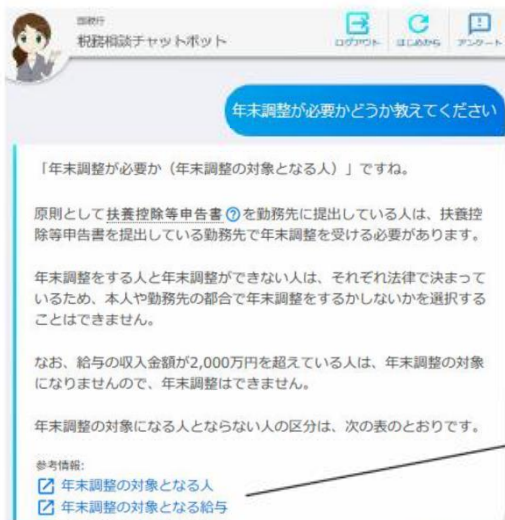 国税庁
税務相談チャットボット
ログアウト はじめから アンケート
年末調整が必要かどうか教えてください
「年末調整が必要か（年末調整の対象となる人）」ですね。
原則として扶養控除等申告書?を勤務先に提出している人は、扶養控
除等申告書を提出している勤務先で年末調整を受ける必要があります。
年末調整をする人と年末調整ができない人は、それぞれ法律で決まって
いるため、本人や勤務先の都合で年末調整をするかしないかを選択する
ことはできません。
なお、給与の収入金額が2,000万円を超えている人は、年末調整の対象
になりませんので、年末調整はできません。
年末調整の対象になる人とならない人の区分は、次の表のとおりです。
参考情報:
年末調整の対象となる人
年末調整の対象となる給与